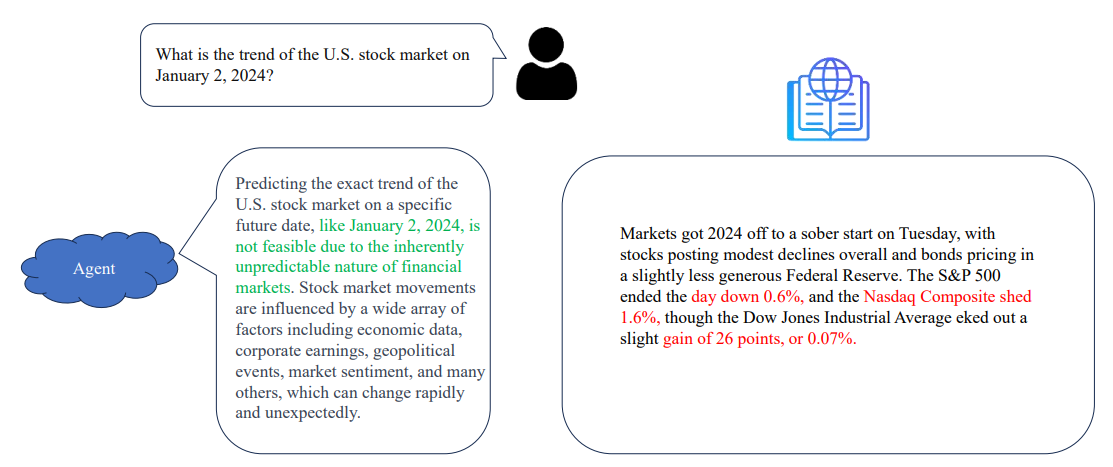 What is the trend of the U.S. stock market on
January 2, 2024?
Agent
Predicting the exact trend of the
U.S. stock market on a specific
future date, like January 2, 2024, is
not feasible due to the inherently
unpredictable nature of financial
markets. Stock market movements
are influenced by a wide array of
factors including economic data,
corporate earnings, geopolitical
events, market sentiment, and many
others, which can change rapidly
and unexpectedly.
Markets got 2024 off to a sober start on Tuesday, with
stocks posting modest declines overall and bonds pricing in
a slightly less generous Federal Reserve. The S&P 500
ended the day down 0.6%, and the Nasdaq Composite shed
1.6%, though the Dow Jones Industrial Average eked out a
slight gain of 26 points, or 0.07%.